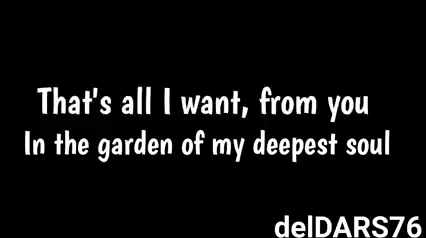 That's all I want, from you
In the garden of my deepest soul
delDARS76